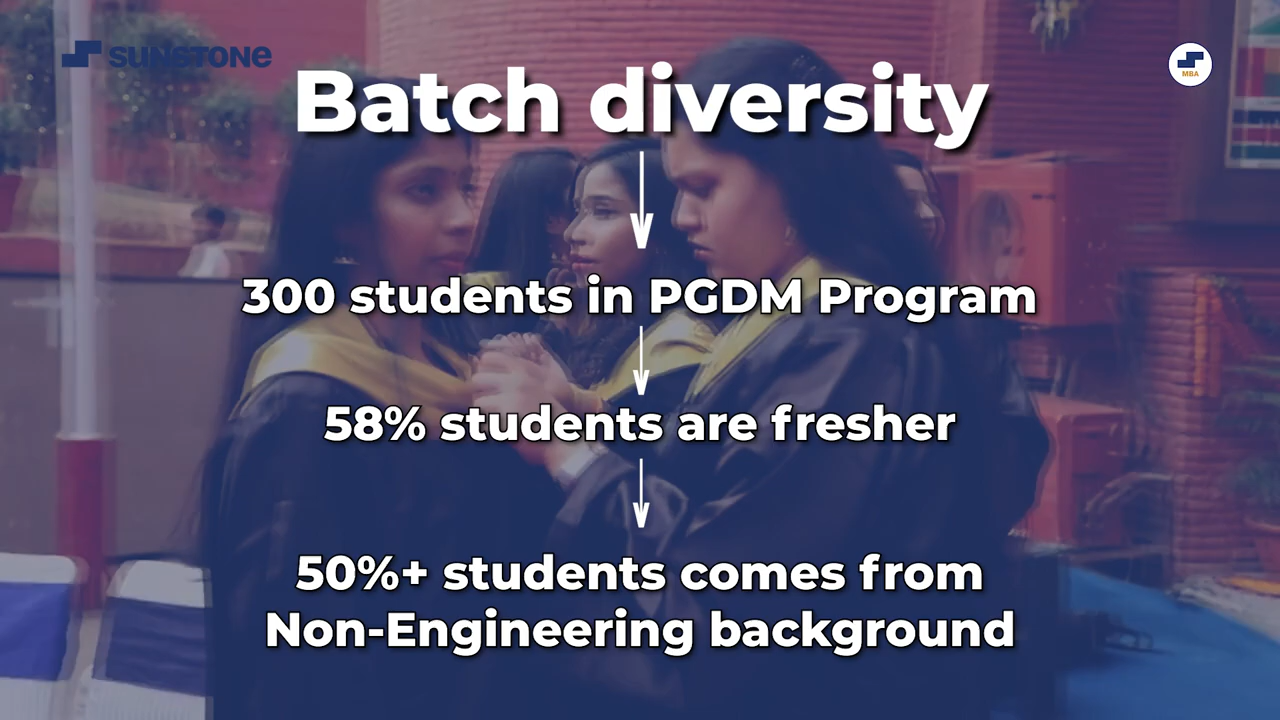 SUNSTONE
MBA
Batch diversity
300 students in PGDM Program
58% students are fresher
50%+ students comes from
Non-Engineering background